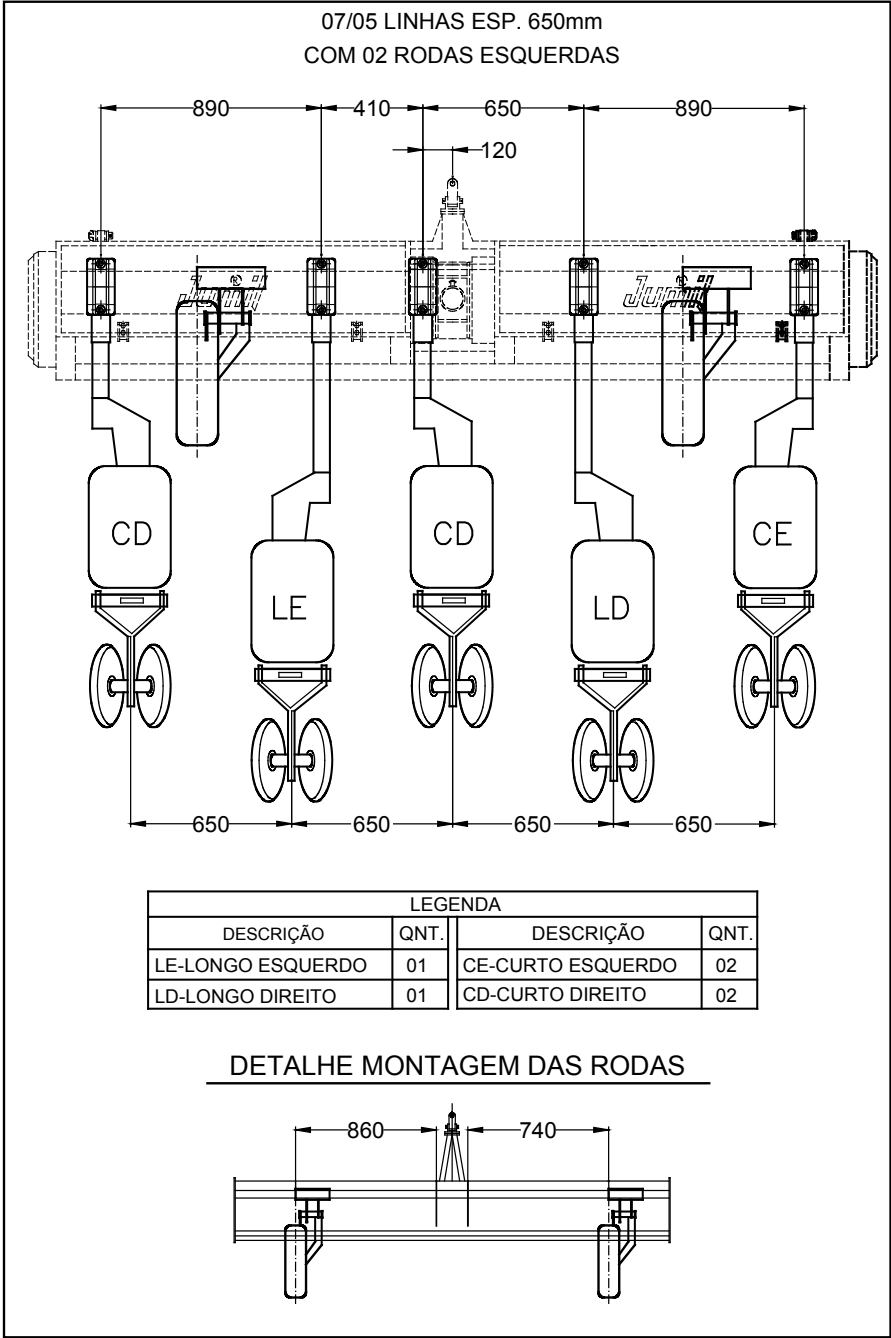 07/05 LINHAS ESP. 650mm
COM 02 RODAS ESQUERDAS
890 410 650 890
120
Jumil Jumil
CD CD CE
LE LD
650 650 650 650
LEGENDA
DESCRIÇÃO QNT. DESCRIÇÃO QNT.
LE-LONGO ESQUERDO 01 CE-CURTO ESQUERDO 02
LD-LONGO DIREITO 01 CD-CURTO DIREITO 02
DETALHE MONTAGEM DAS RODAS
860 740